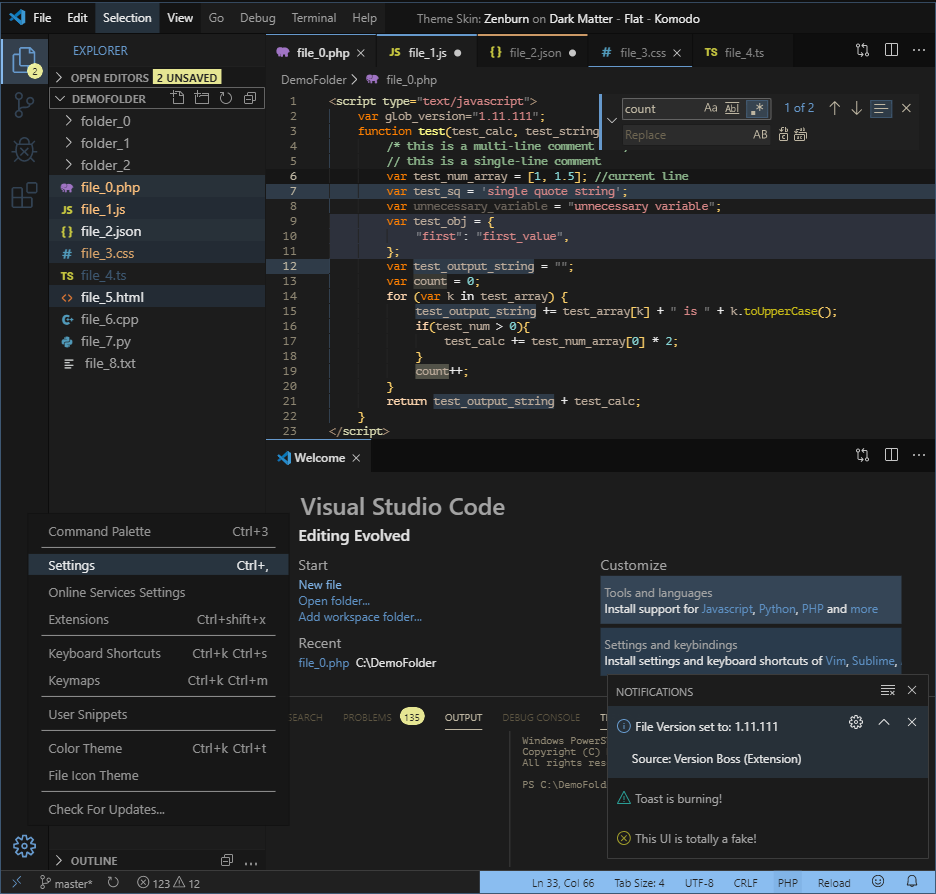 File Edit Selection View Go Debug Terminal Help Theme Skin: Zenburn on Dark Matter - Flat - Komodo
EXPLORER
2
OPEN EDITORS 2 UNSAVED
DEMOFOLDER
folder_0
folder_1
folder_2
file_0.php
JS file_1.js
{} file_2.json
# file_3.css
TS file_4.ts
<> file_5.html
file_6.cpp
file_7.py
file_8.txt
file_0.php JS file_1.js {} file_2.json # file_3.css TS file_4.ts
DemoFolder > file_0.php
count Aa Abl .* 1 of 2
Replace AB
1 <script type="text/javascript">
2 var glob_version="1.11.111";
3 function test(test_calc, test_string
4 /* this is a multi-line comment
5 // this is a single-line comment
6 var test_num_array = [1, 1.5]; //current line
7 var test_sq = 'single quote string';
8 var unnecessary_variable = "unnecessary variable";
9 var test_obj = {
10 "first": "first_value",
11 };
12 var test_output_string = "";
13 var count = 0;
14 for (var k in test_array) {
15 test_output_string += test_array[k] + " is " + k.toUpperCase();
16 if(test_num > 0){
17 test_calc += test_num_array[0] * 2;
18 }
19 count++;
20 }
21 return test_output_string + test_calc;
22 }
23 </script>
Welcome
Visual Studio Code
Editing Evolved
Start
New file
Open folder...
Add workspace folder...
Recent
file_0.php C:\DemoFolder
Customize
Tools and languages
Install support for Javascript, Python, PHP and more
Settings and keybindings
Install settings and keyboard shortcuts of Vim, Sublime,
Command Palette Ctrl+3
Settings Ctrl+,
Online Services Settings
Extensions Ctrl+shift+x
Keyboard Shortcuts Ctrl+k Ctrl+s
Keymaps Ctrl+k Ctrl+m
User Snippets
Color Theme Ctrl+k Ctrl+t
File Icon Theme
Check For Updates...
SEARCH PROBLEMS 135 OUTPUT DEBUG CONSOLE T
Windows PowerS
Copyright (C)
All rights res
PS C:\DemoFold
NOTIFICATIONS
File Version set to: 1.11.111
Source: Version Boss (Extension)
Toast is burning!
This UI is totally a fake!
OUTLINE
master* 123 12 Ln 33, Col 66 Tab Size: 4 UTF-8 CRLF PHP Reload